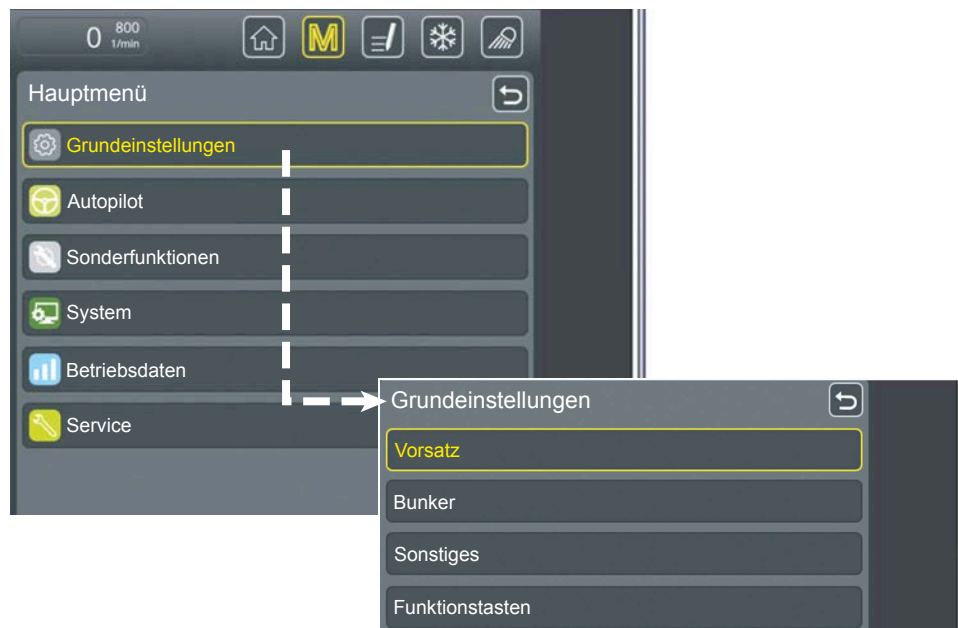 0 800
1/min
M
Hauptmenü
Grundeinstellungen
Autopilot
Sonderfunktionen
System
Betriebsdaten
Service
Grundeinstellungen
Vorsatz
Bunker
Sonstiges
Funktionstasten